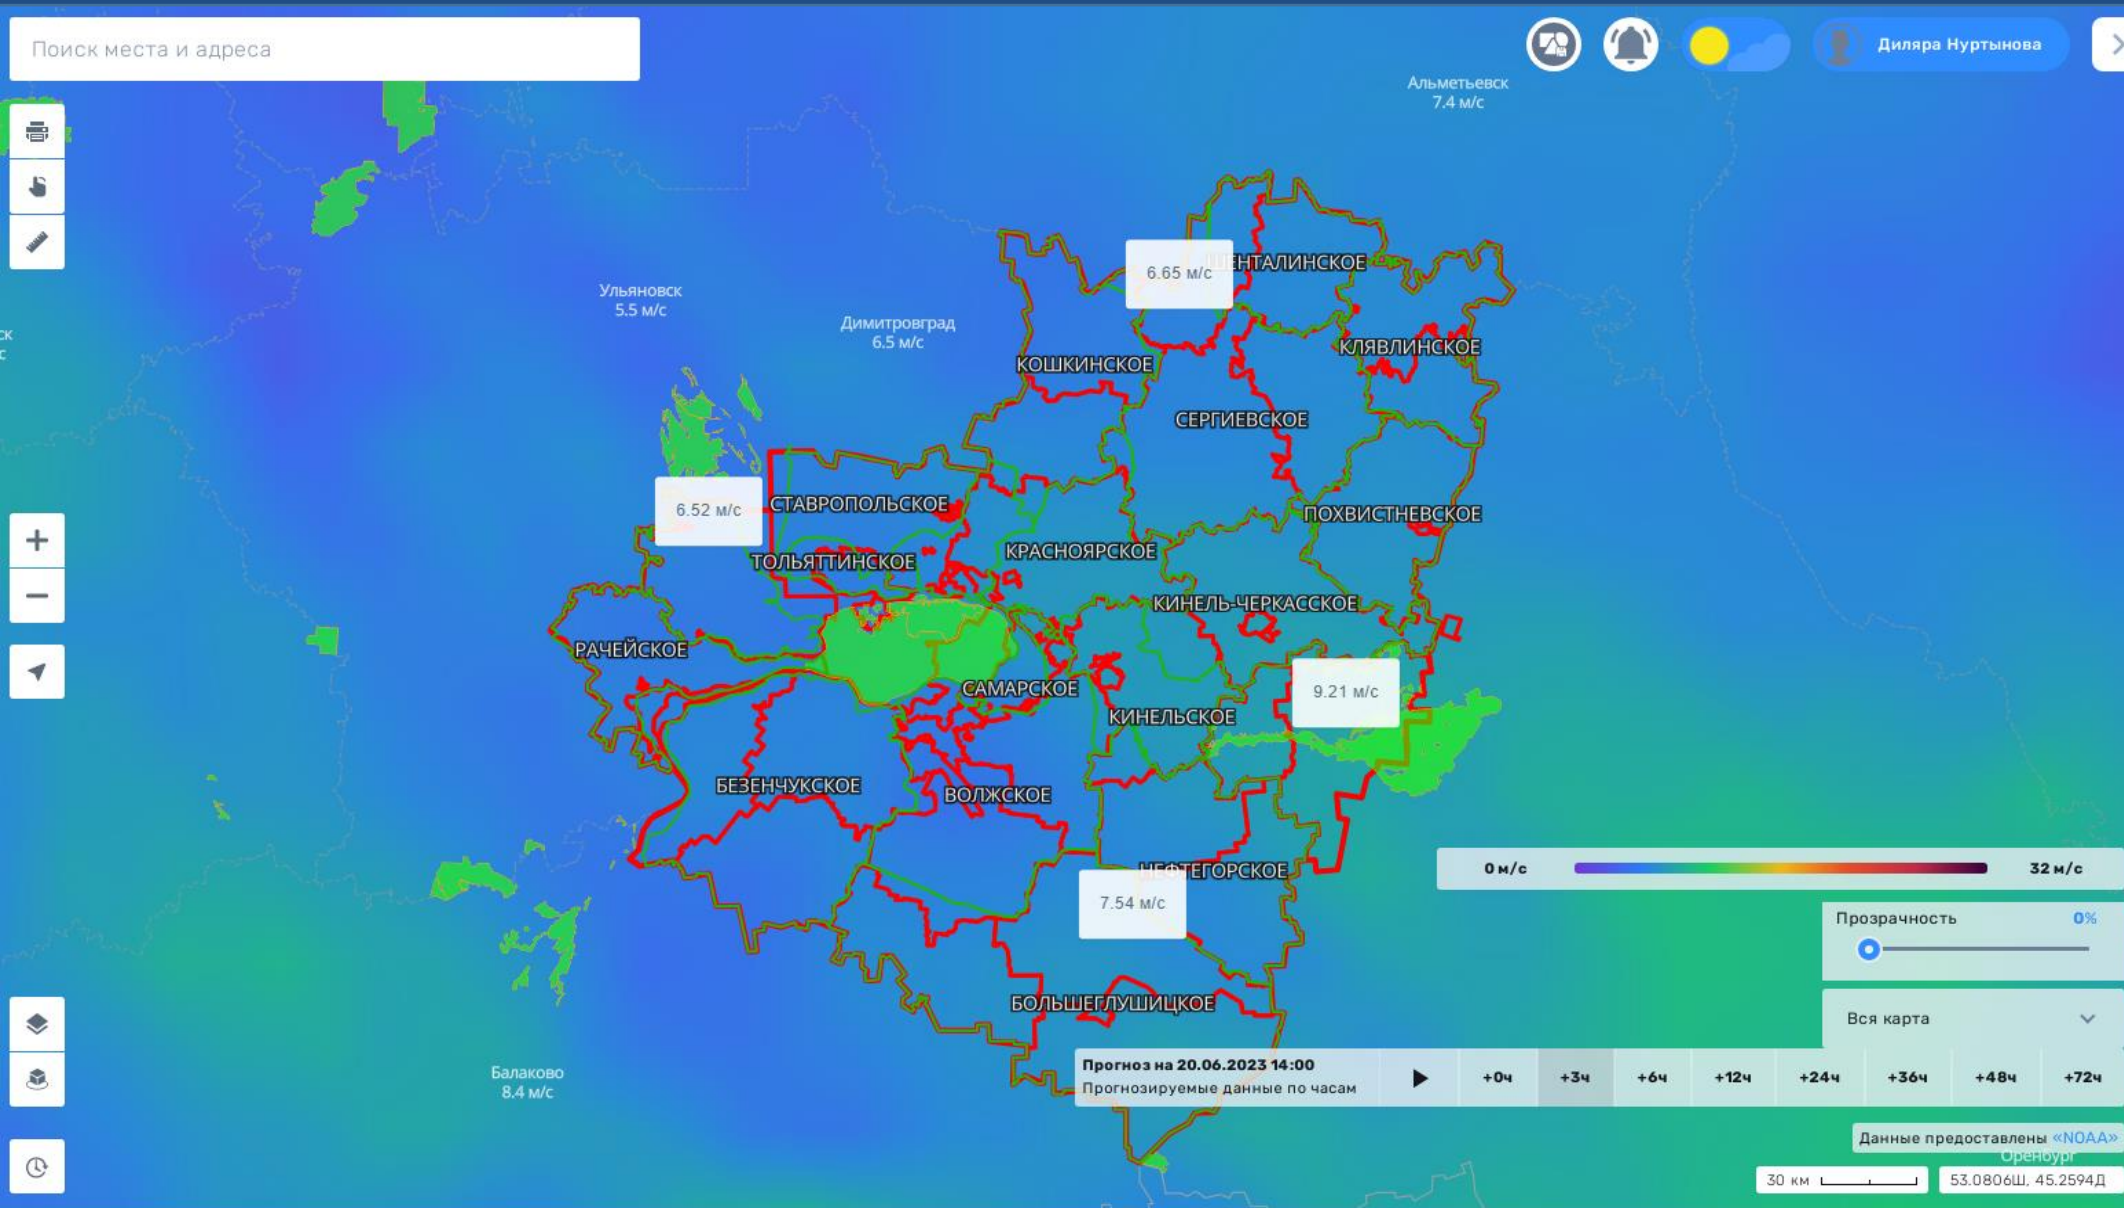 Поиск места и адреса
Диляра Нуртынова
Альметьевск
7.4 м/с
ШЕНТАЛИНСКОЕ
6.65 м/с
Ульяновск
5.5 м/с
Димитровград
6.5 м/с
ск
с
КЛЯВЛИНСКОЕ
КОШКИНСКОЕ
СЕРГИЕВСКОЕ
СТАВРОПОЛЬСКОЕ
6.52 м/с
ПОХВИСТНЕВСКОЕ
КРАСНОЯРСКОЕ
ТОЛЬЯТТИНСКОЕ
КИНЕЛЬ-ЧЕРКАССКОЕ
РАЧЕЙСКОЕ
САМАРСКОЕ
9.21 м/с
КИНЕЛЬСКОЕ
БЕЗЕНЧУКСКОЕ
ВОЛЖСКОЕ
0 м/с
32 м/с
НЕФТЕГОРСКОЕ
7.54 м/с
Прозрачность 0%
БОЛЬШЕГЛУШИЦКОЕ
Вся карта
Балаково
8.4 м/с
Прогноз на 20.06.2023 14:00
Прогнозируемые данные по часам
+0ч +3ч +6ч +12ч +24ч +36ч +48ч +72ч
Данные предоставлены «NOAA»
Оренбург
30 км
53.0806Ш, 45.2594Д